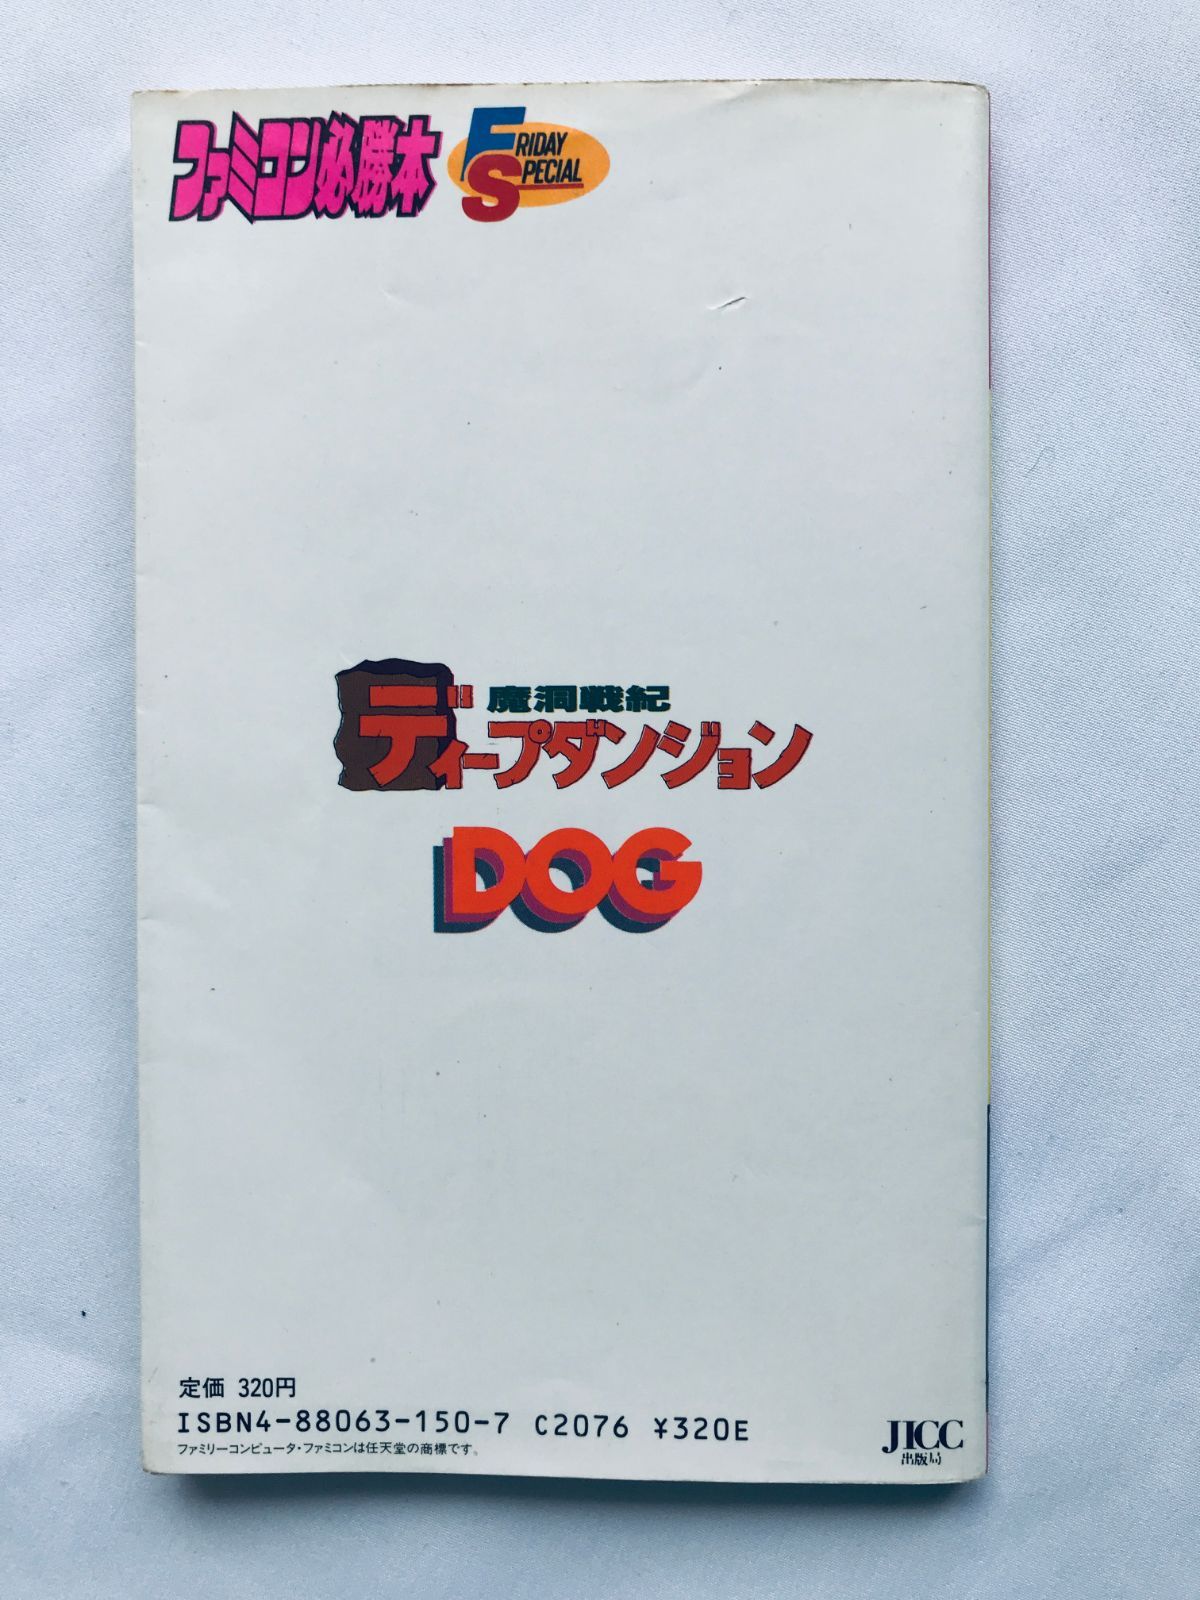 ファミコン必勝本
FRIDAY
SPECIAL
魔洞戦紀
ディープダンジョン
DOG
定価 320円
ISBN4-88063-150-7 C2076 ¥320E
ファミリーコンピュータ・ファミコンは任天堂の商標です。
JICC
出版局